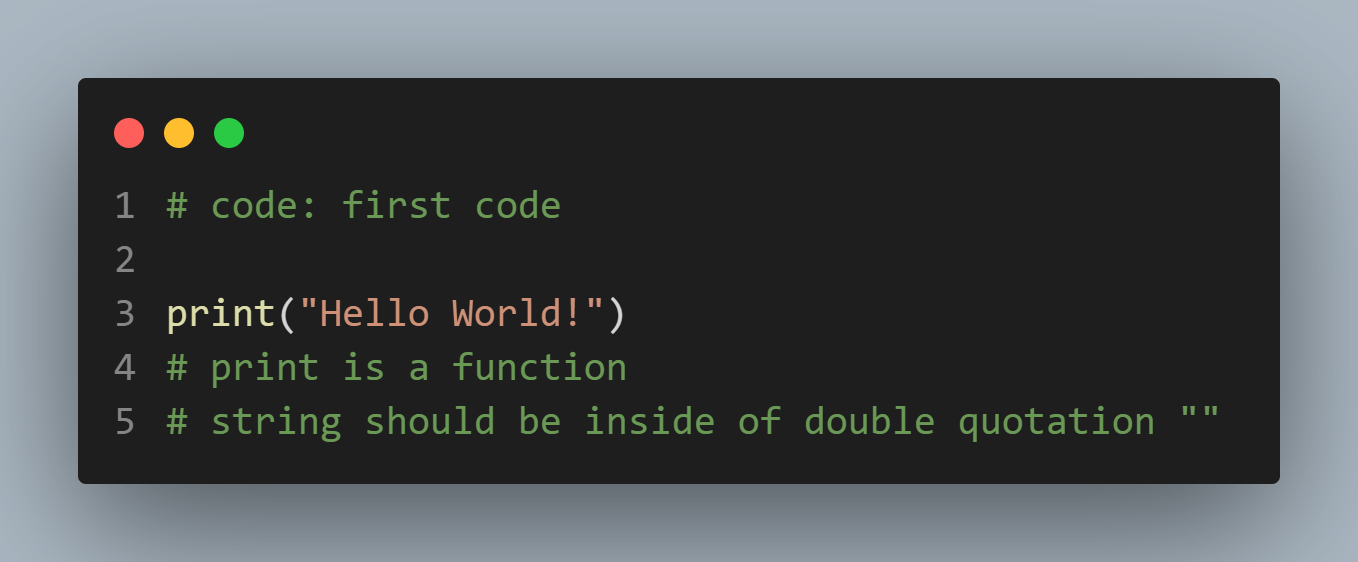 1 # code: first code
2
3 print("Hello World!")
4 # print is a function
5 # string should be inside of double quotation ""